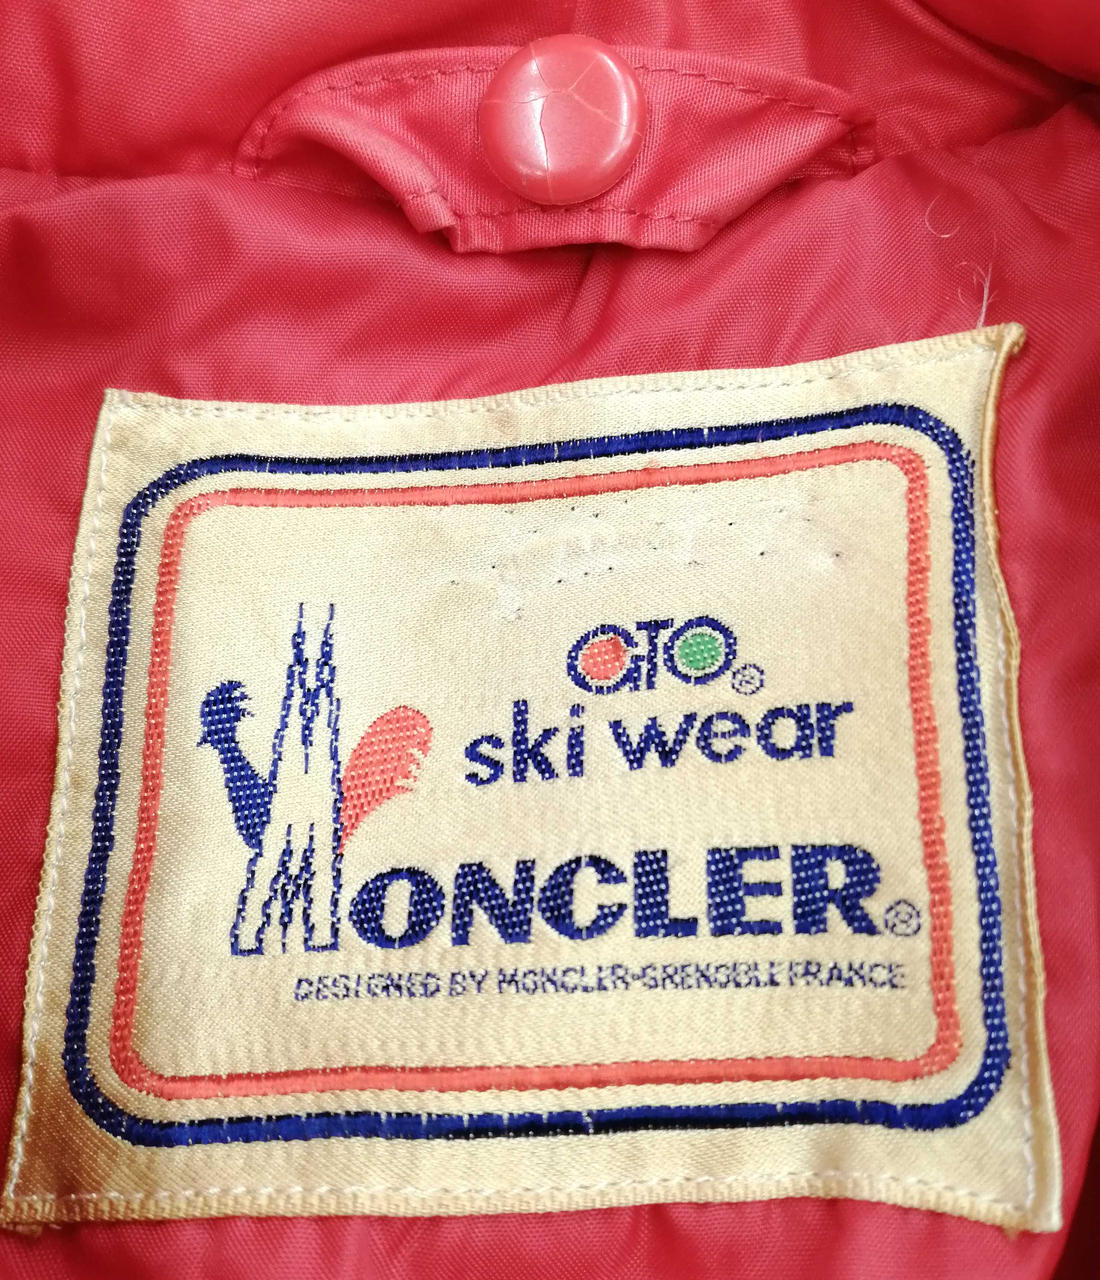 GTO®
ski wear
MONCLER®
DESIGNED BY MONCLER-GRENOBLE FRANCE